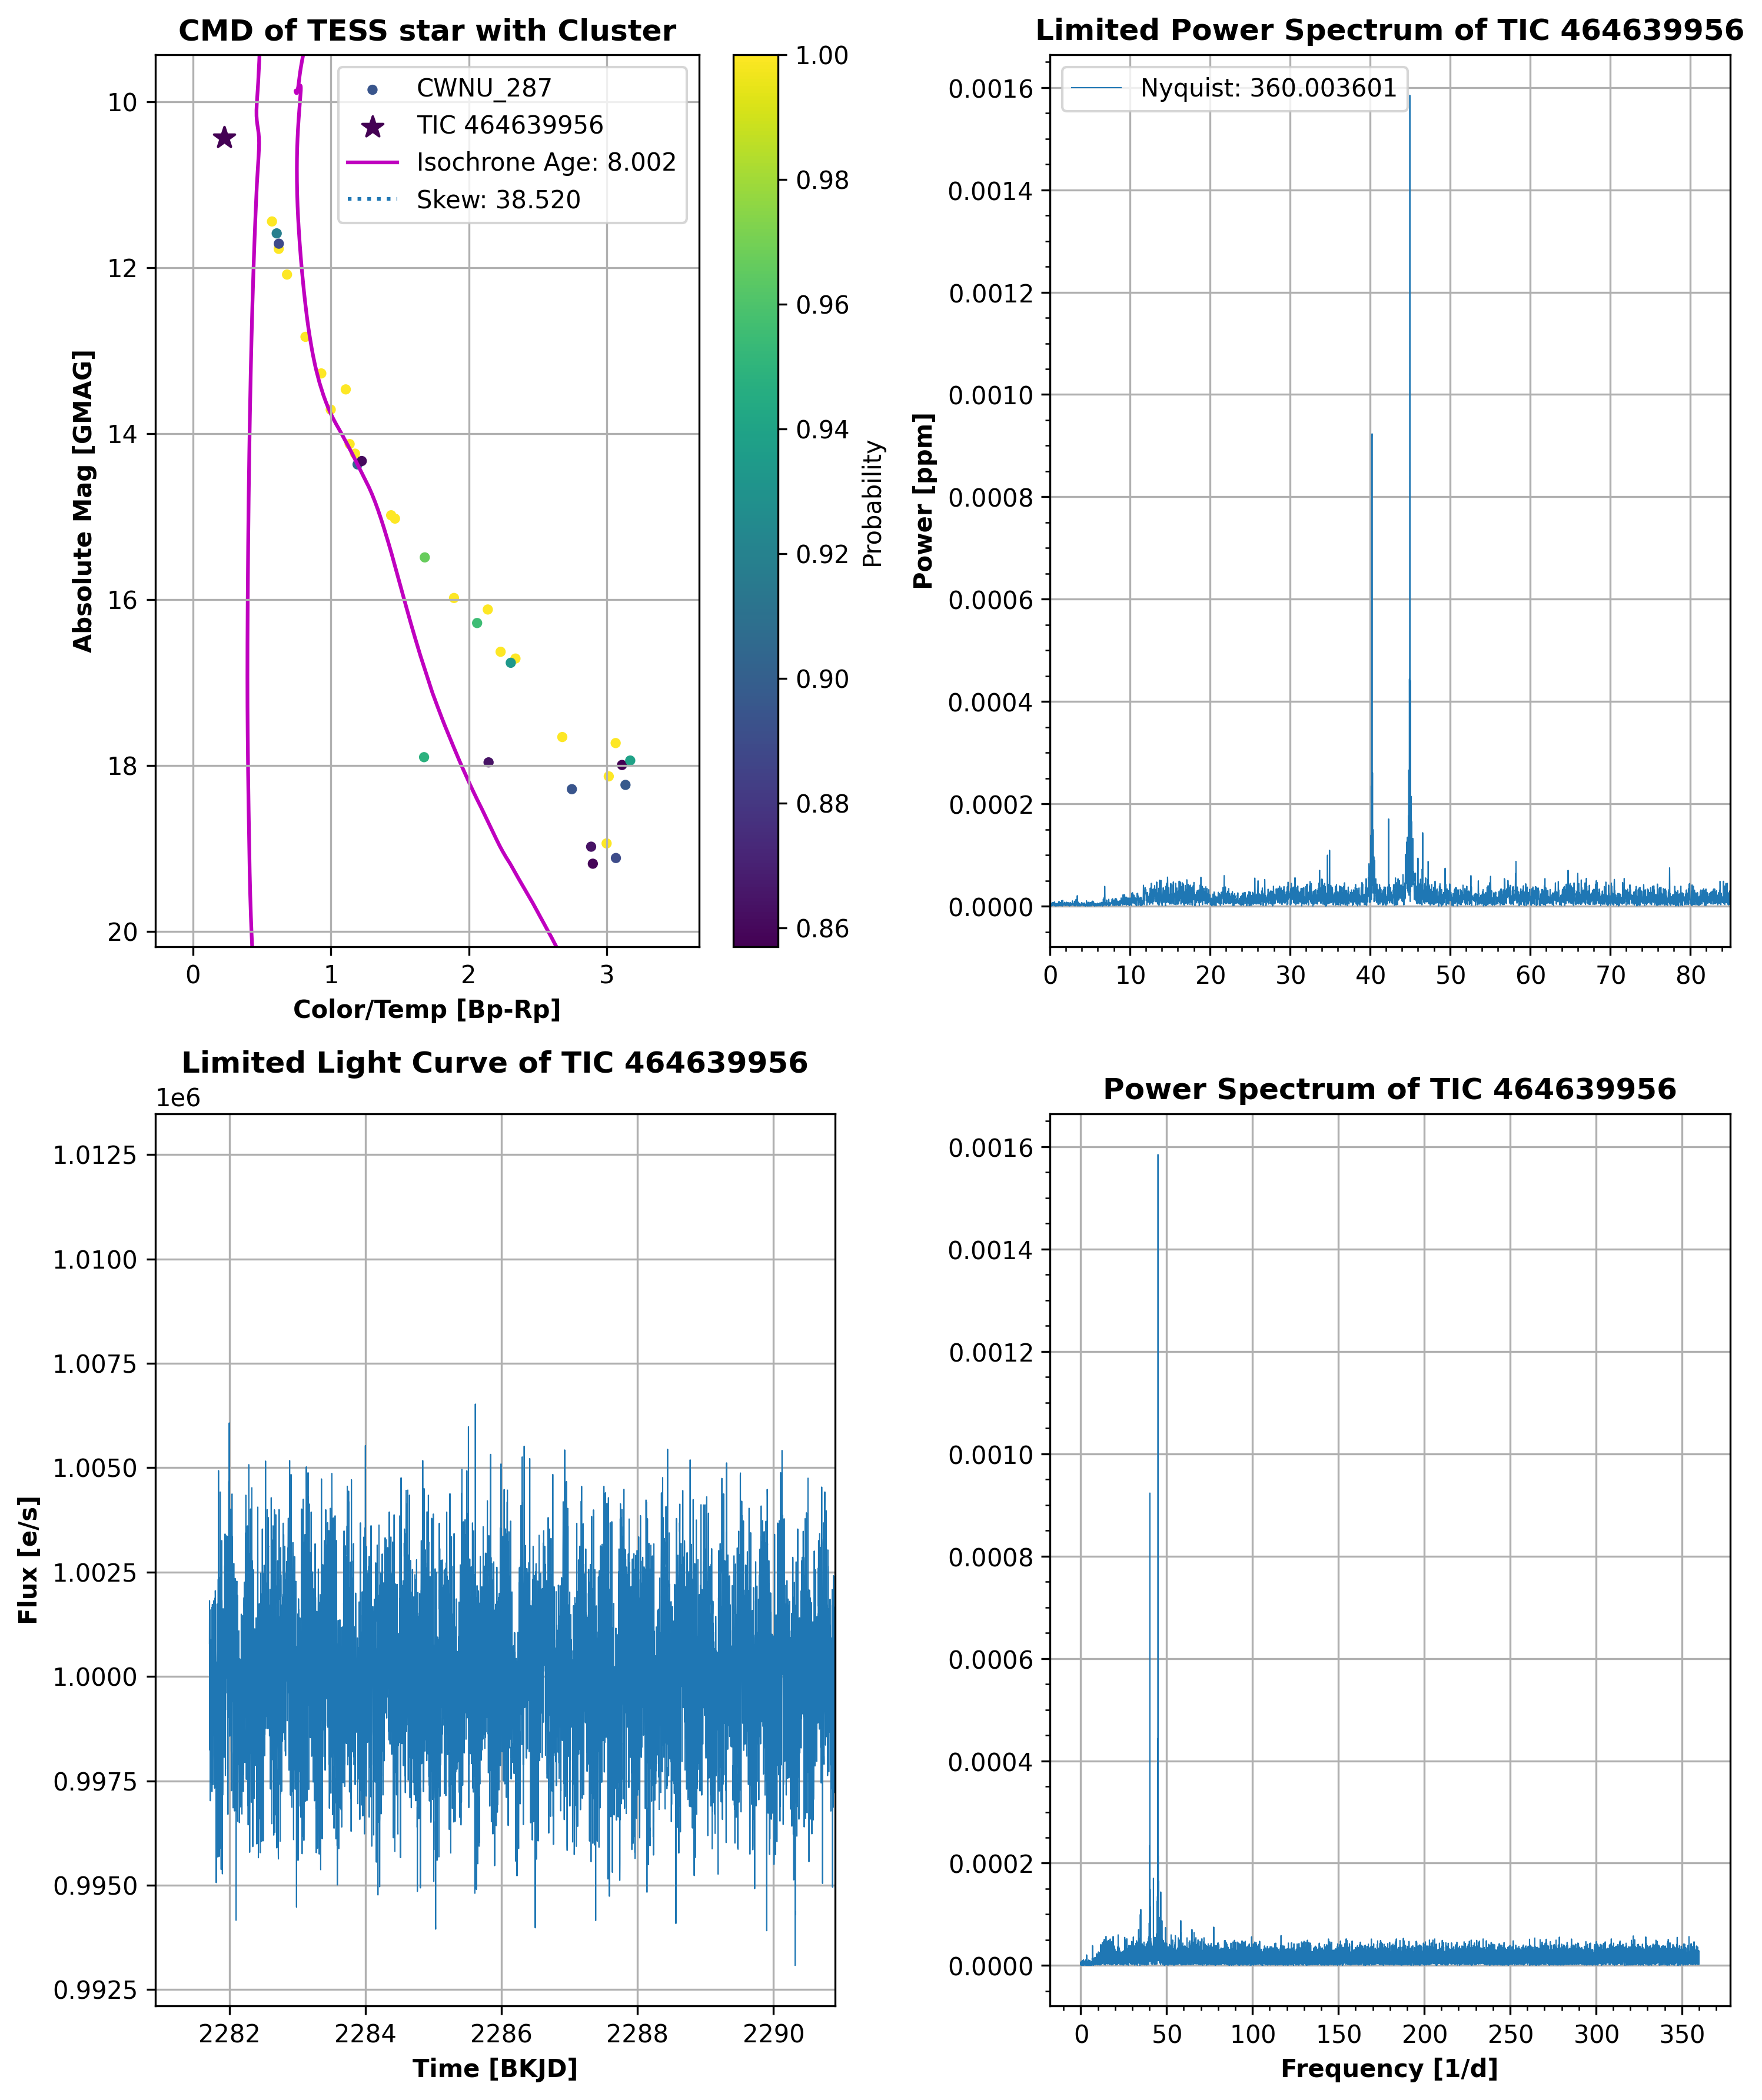 CMD of TESS star with Cluster
CWNU_287
TIC 464639956
Isochrone Age: 8.002
Skew: 38.520
10
12
14
16
18
20
0 1 2 3
Absolute Mag [GMAG]
Color/Temp [Bp-Rp]
1.00
0.98
0.96
0.94
0.92
0.90
0.88
0.86
Probability
Limited Power Spectrum of TIC 464639956
Nyquist: 360.003601
0.0016
0.0014
0.0012
0.0010
0.0008
0.0006
0.0004
0.0002
0.0000
Power [ppm]
0 10 20 30 40 50 60 70 80
Limited Light Curve of TIC 464639956
1e6
1.0125
1.0100
1.0075
1.0050
1.0025
1.0000
0.9975
0.9950
0.9925
Flux [e/s]
2282 2284 2286 2288 2290
Time [BKJD]
Power Spectrum of TIC 464639956
0.0016
0.0014
0.0012
0.0010
0.0008
0.0006
0.0004
0.0002
0.0000
0 50 100 150 200 250 300 350
Frequency [1/d]